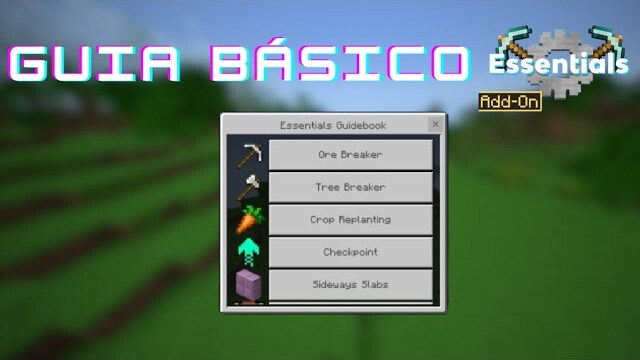 GUIA BÁSICO
Essentials
Add-On
Essentials Guidebook
Ore Breaker
Tree Breaker
Crop Replanting
Checkpoint
Sideways Slabs